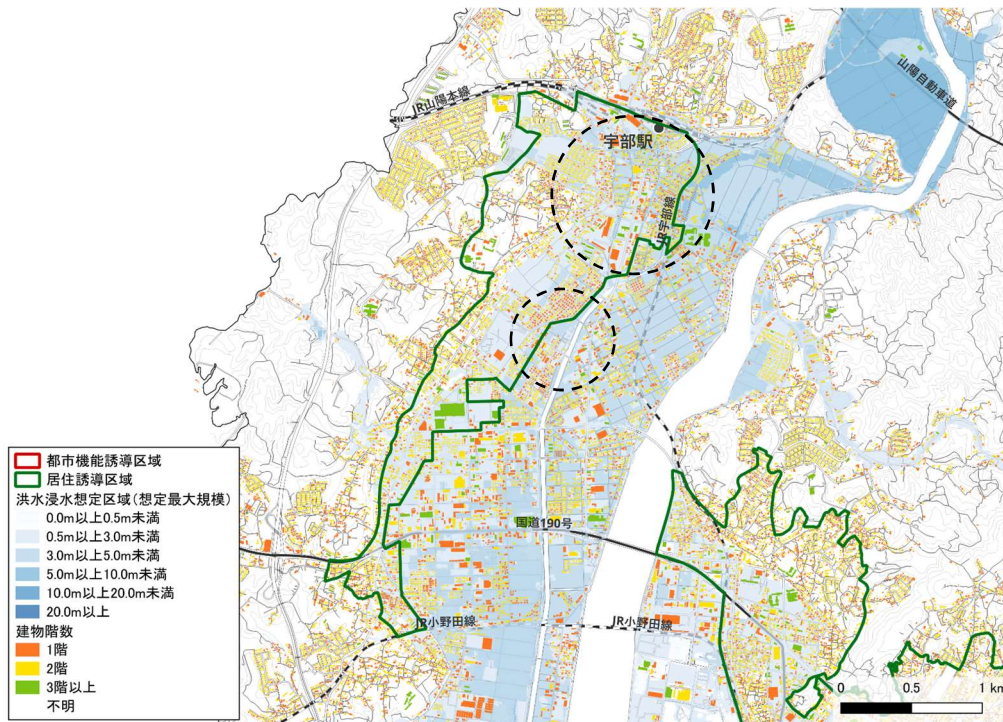 山陽自動車道
JR山陽本線
宇部駅
JR宇部線
国道190号
JR小野田線
JR小野田線
都市機能誘導区域
居住誘導区域
洪水浸水想定区域(想定最大規模)
0.0m以上0.5m未満
0.5m以上3.0m未満
3.0m以上5.0m未満
5.0m以上10.0m未満
10.0m以上20.0m未満
20.0m以上
建物階数
1階
2階
3階以上
不明
0 0.5 1 km